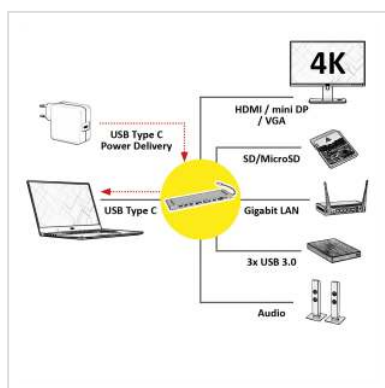 4K
HDMI / mini DP
/ VGA
USB Type C
Power Delivery
SD/MicroSD
USB Type C
Gigabit LAN
3x USB 3.0
Audio